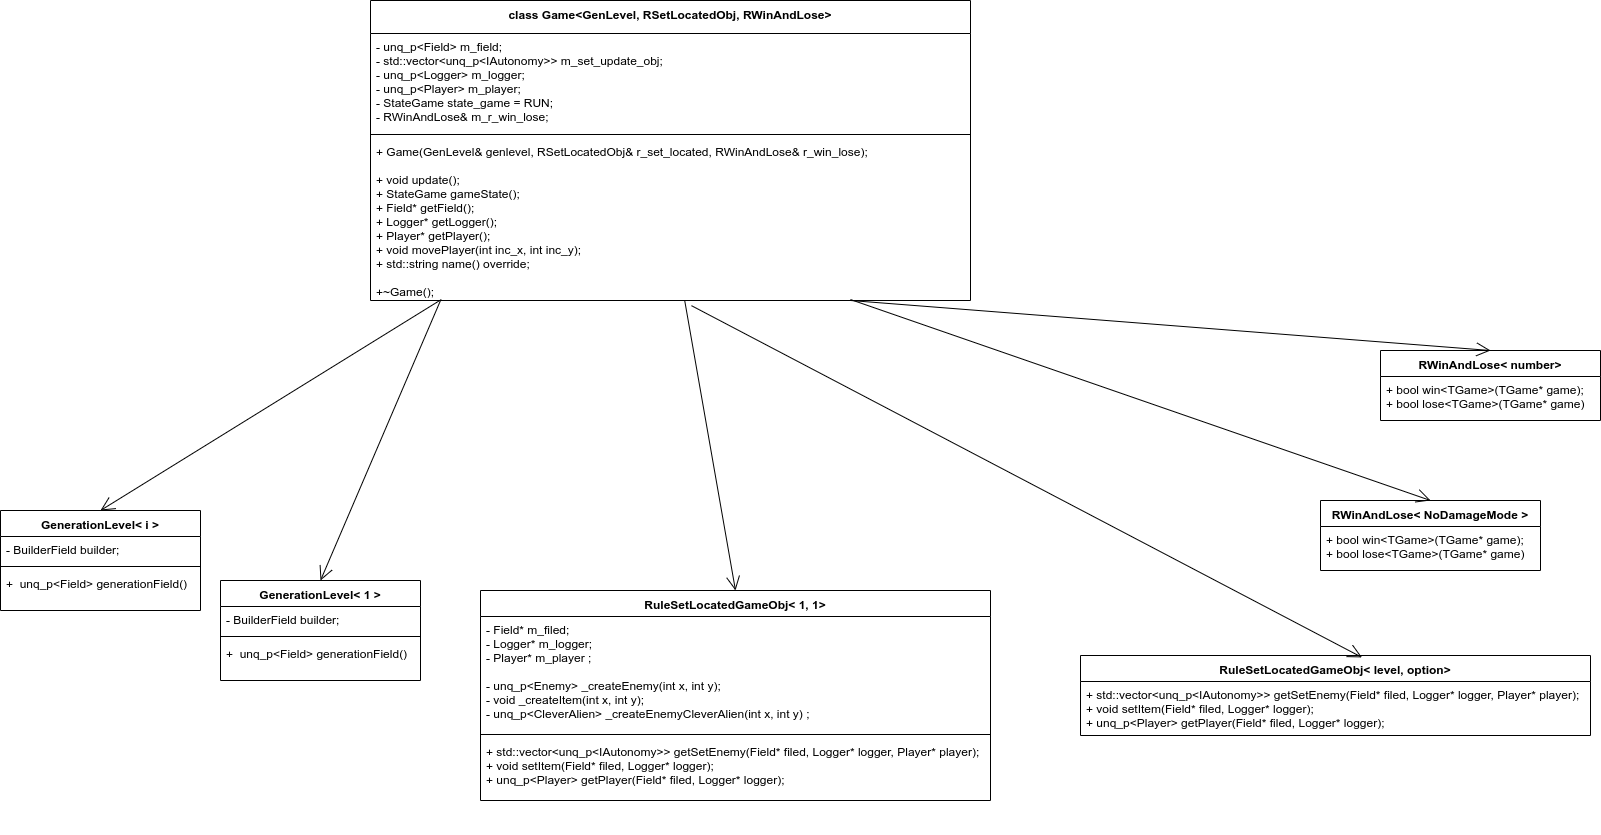 class Game<GenLevel, RSetLocatedObj, RWinAndLose>
- unq_p<Field> m_field;
- std::vector<unq_p<IAutonomy>> m_set_update_obj;
- unq_p<Logger> m_logger;
- unq_p<Player> m_player;
- StateGame state_game = RUN;
- RWinAndLose& m_r_win_lose;
+ Game(GenLevel& genlevel, RSetLocatedObj& r_set_located, RWinAndLose& r_win_lose);
+ void update();
+ StateGame gameState();
+ Field* getField();
+ Logger* getLogger();
+ Player* getPlayer();
+ void movePlayer(int inc_x, int inc_y);
+ std::string name() override;
+~Game();
RWinAndLose< number>
+ bool win<TGame>(TGame* game);
+ bool lose<TGame>(TGame* game)
RWinAndLose< NoDamageMode >
+ bool win<TGame>(TGame* game);
+ bool lose<TGame>(TGame* game)
GenerationLevel< i >
- BuilderField builder;
+  unq_p<Field> generationField()
GenerationLevel< 1 >
- BuilderField builder;
+  unq_p<Field> generationField()
RuleSetLocatedGameObj< 1, 1>
- Field* m_filed;
- Logger* m_logger;
- Player* m_player ;
- unq_p<Enemy> _createEnemy(int x, int y);
- void _createItem(int x, int y);
- unq_p<CleverAlien> _createEnemyCleverAlien(int x, int y) ;
+ std::vector<unq_p<IAutonomy>> getSetEnemy(Field* filed, Logger* logger, Player* player);
+ void setItem(Field* filed, Logger* logger);
+ unq_p<Player> getPlayer(Field* filed, Logger* logger);
RuleSetLocatedGameObj< level, option>
+ std::vector<unq_p<IAutonomy>> getSetEnemy(Field* filed, Logger* logger, Player* player);
+ void setItem(Field* filed, Logger* logger);
+ unq_p<Player> getPlayer(Field* filed, Logger* logger);